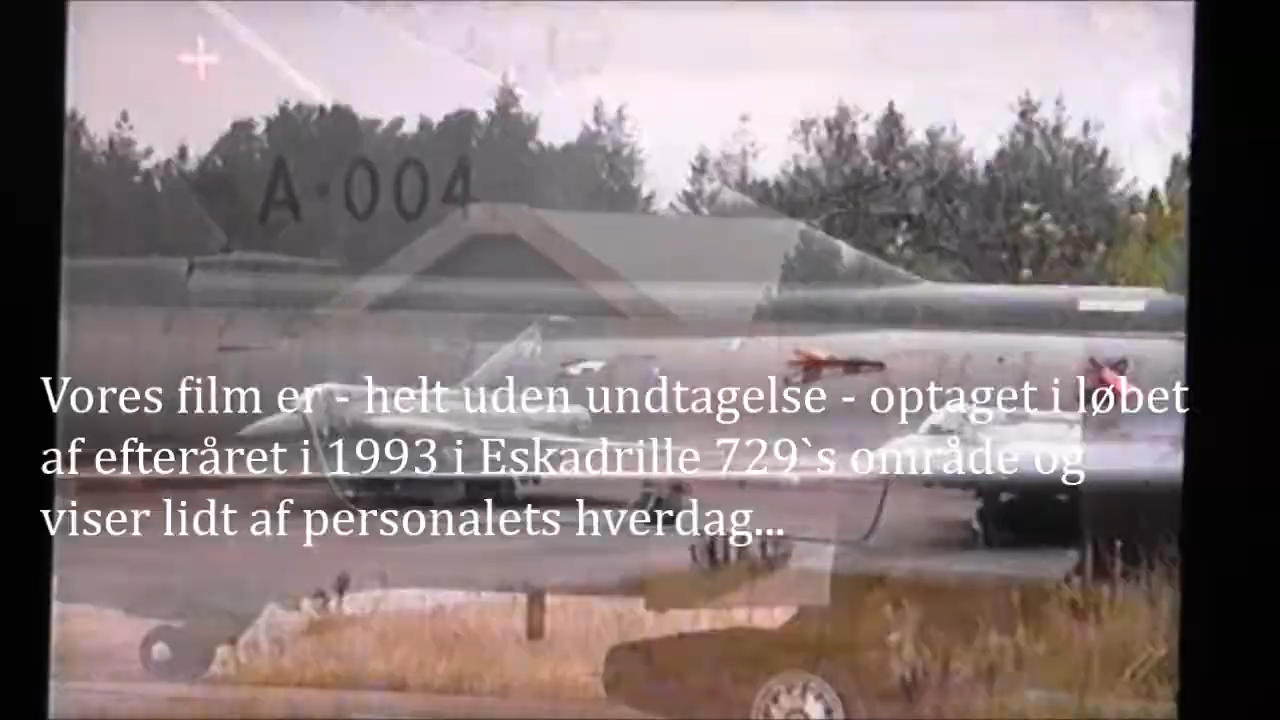 A-004
Vores film er - helt uden undtagelse - optaget i løbet
af efteråret i 1993 i Eskadrille 729`s område og
viser lidt af personalets hverdag...